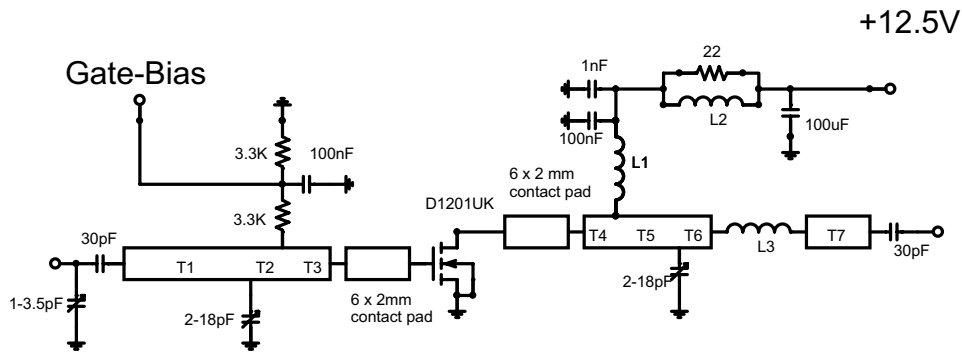 +12.5V
22
Gate-Bias
1nF
L2
100uF
100nF
3.3K
100nF
L1
6 x 2 mm
contact pad
3.3K
D1201UK
30pF
T1
T2
T3
T4
T5
T6
L3
T7
30pF
1-3.5pF
2-18pF
6 x 2mm
contact pad
2-18pF